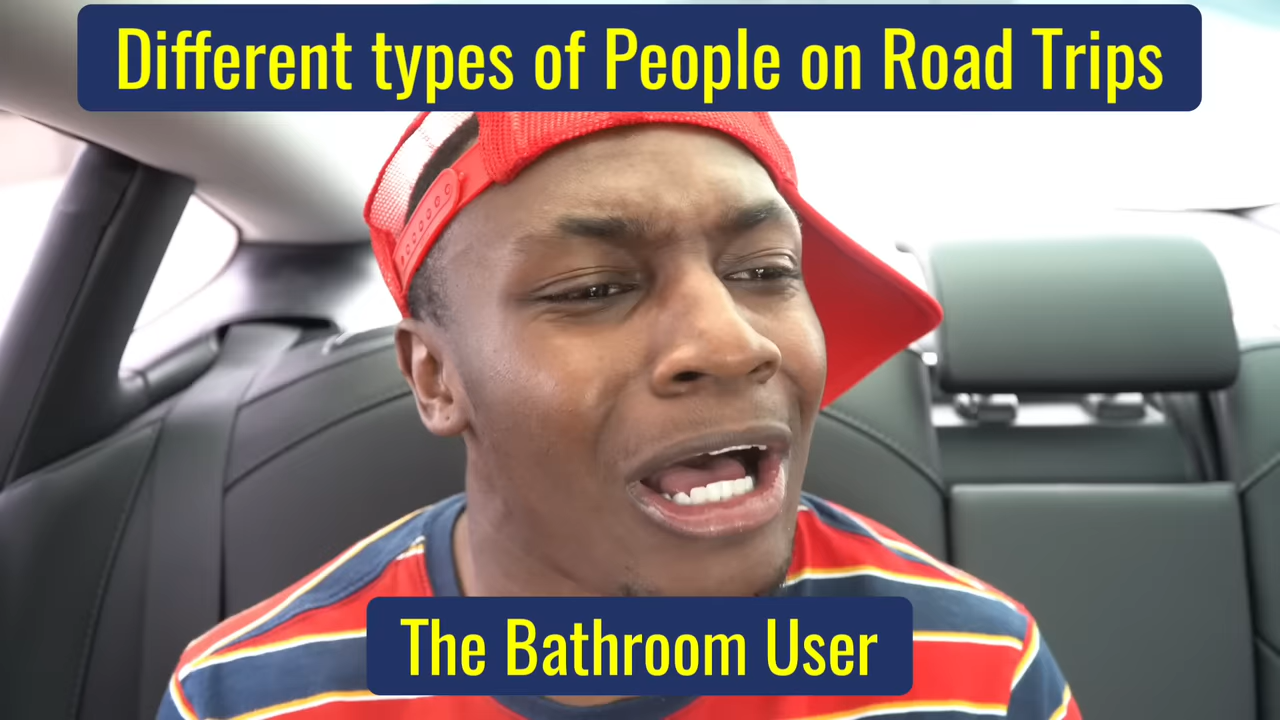 Different types of People on Road Trips
The Bathroom User